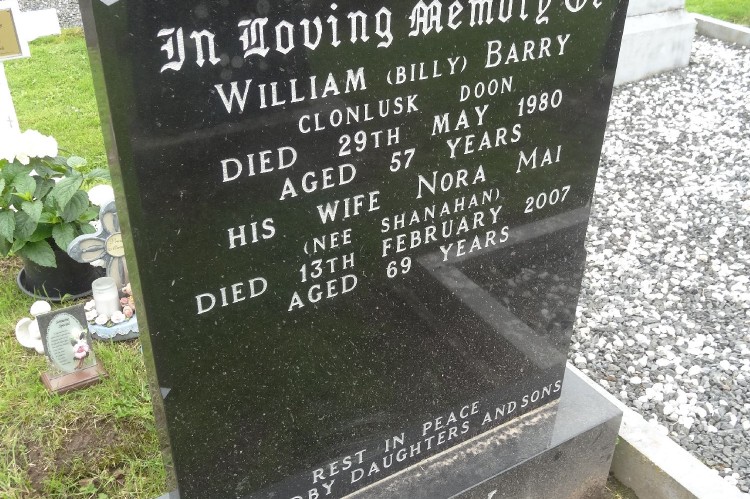 In Loving Memory Of
WILLIAM (BILLY) BARRY
CLONLUSK DOON
DIED 29TH MAY 1980
AGED 57 YEARS
HIS WIFE NORA MAI
(NEE SHANAHAN)
DIED 13TH FEBRUARY 2007
AGED 69 YEARS
REST IN PEACE
BY DAUGHTERS AND SONS